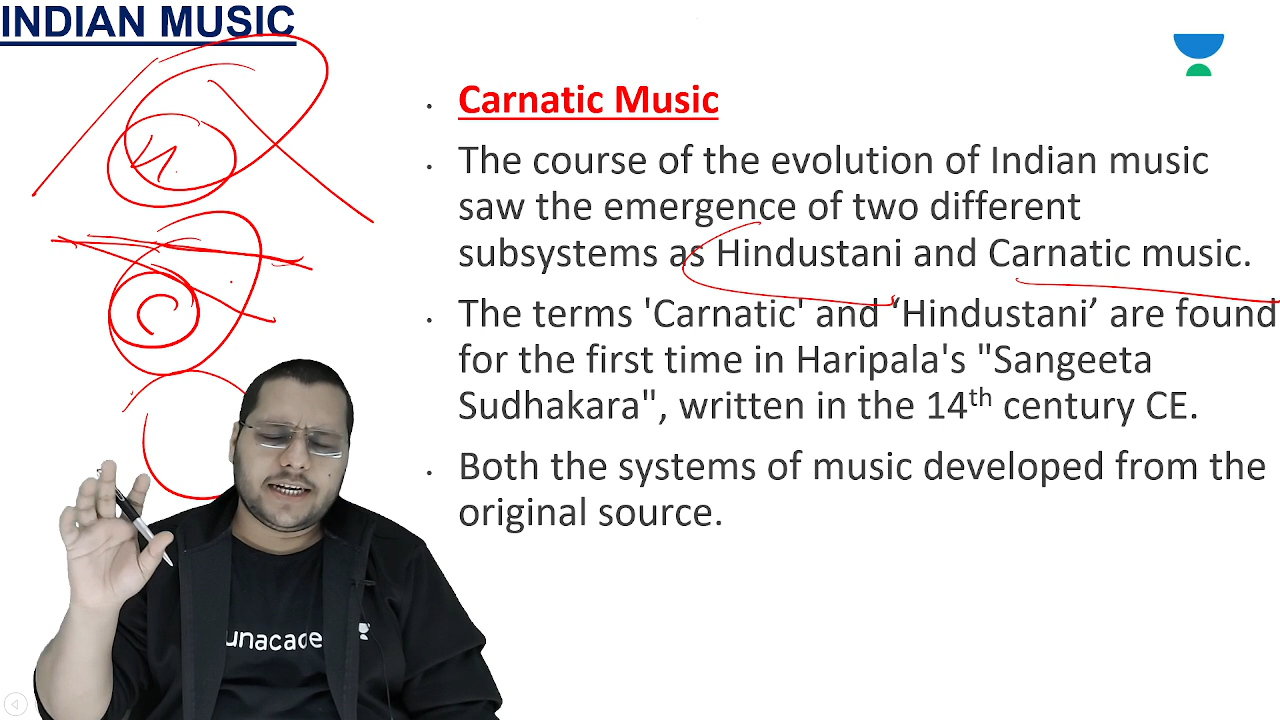 INDIAN MUSIC
Carnatic Music
The course of the evolution of Indian music
saw the emergence of two different
subsystems as Hindustani and Carnatic music.
The terms 'Carnatic' and ‘Hindustani’ are found
for the first time in Haripala's "Sangeeta
Sudhakara", written in the 14th century CE.
Both the systems of music developed from the
original source.
H
C
unacade